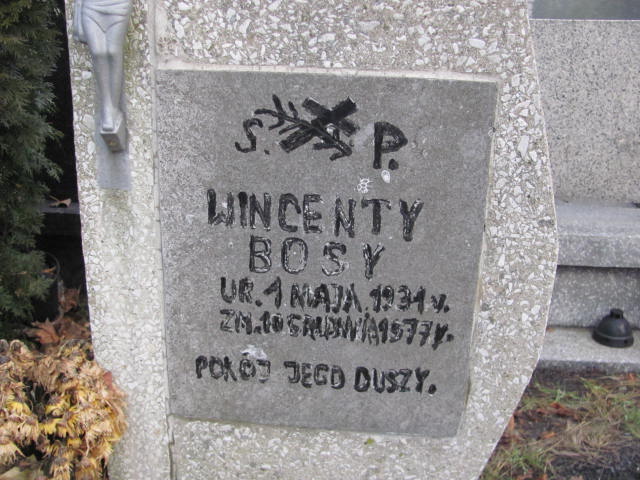 S. P.
WINCENTY
BOSY
UR. 1 MAJA 1931 r.
ZM. 10 GRUDNIA 1977 r.
POKÓJ JEGO DUSZY.